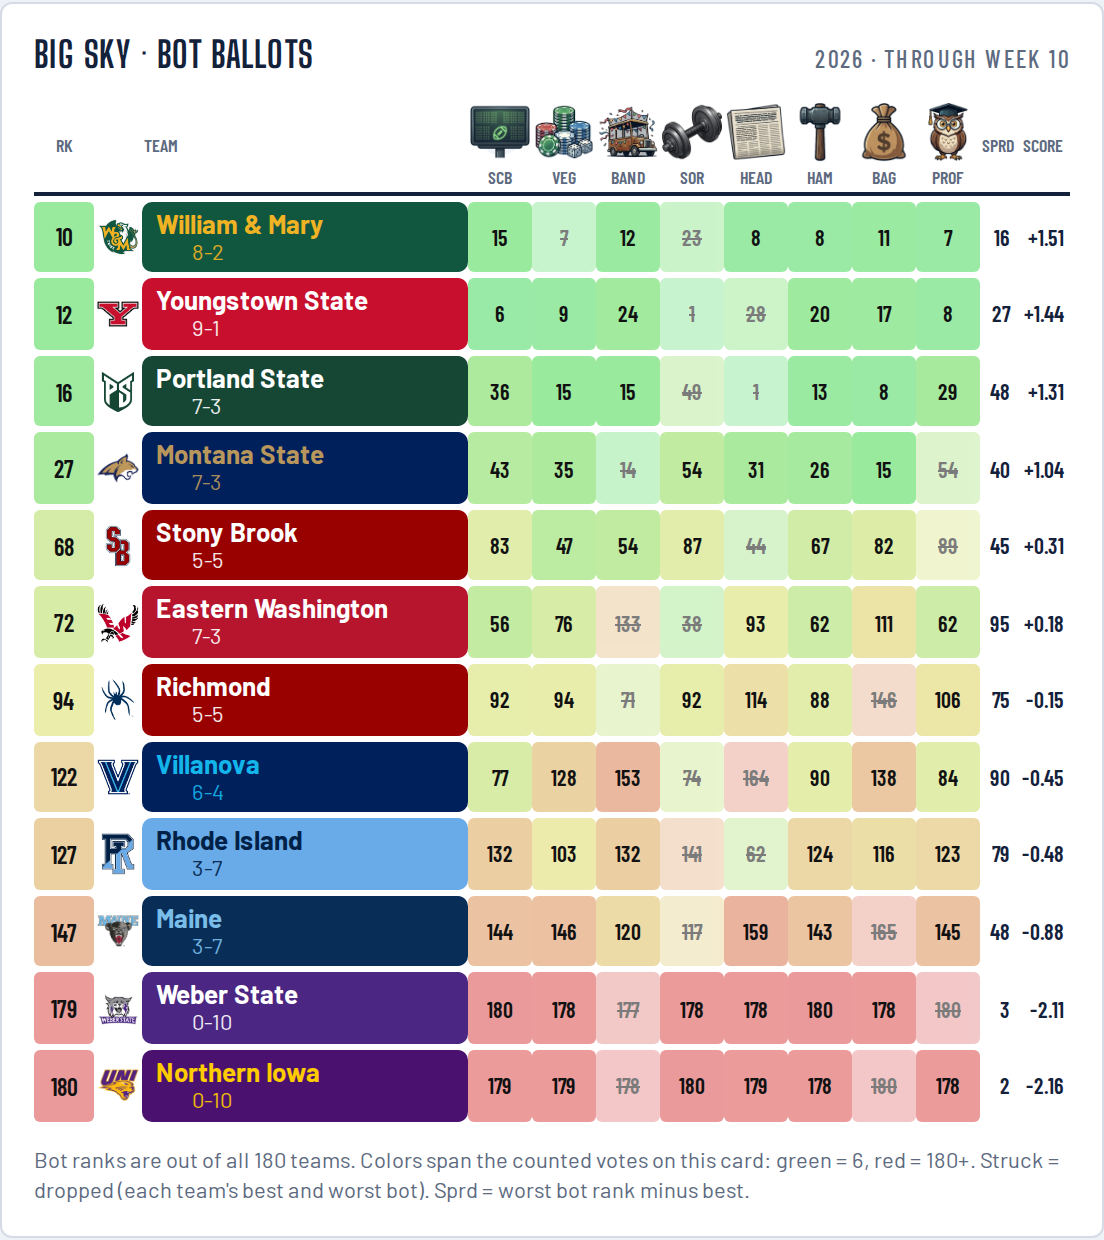 BIG SKY · BOT BALLOTS
2026 · THROUGH WEEK 10
RK TEAM SCB VEG BAND SOR HEAD HAM BAG PROF SPRD SCORE
10 William & Mary 15 7 12 23 8 8 11 7 16 +1.51
8-2
12 Youngstown State 6 9 24 1 28 20 17 8 27 +1.44
9-1
16 Portland State 36 15 15 49 1 13 8 29 48 +1.31
7-3
27 Montana State 43 35 14 54 31 26 15 54 40 +1.04
7-3
68 Stony Brook 83 47 54 87 44 67 82 89 45 +0.31
5-5
72 Eastern Washington 56 76 133 38 93 62 111 62 95 +0.18
7-3
94 Richmond 92 94 71 92 114 88 146 106 75 -0.15
5-5
122 Villanova 77 128 153 74 164 90 138 84 90 -0.45
6-4
127 Rhode Island 132 103 132 141 62 124 116 123 79 -0.48
3-7
147 Maine 144 146 120 117 159 143 165 145 48 -0.88
3-7
179 Weber State 180 178 177 178 178 180 178 180 3 -2.11
0-10
180 Northern Iowa 179 179 178 180 179 178 180 178 2 -2.16
0-10
Bot ranks are out of all 180 teams. Colors span the counted votes on this card: green = 6, red = 180+. Struck =
dropped (each team's best and worst bot). Sprd = worst bot rank minus best.